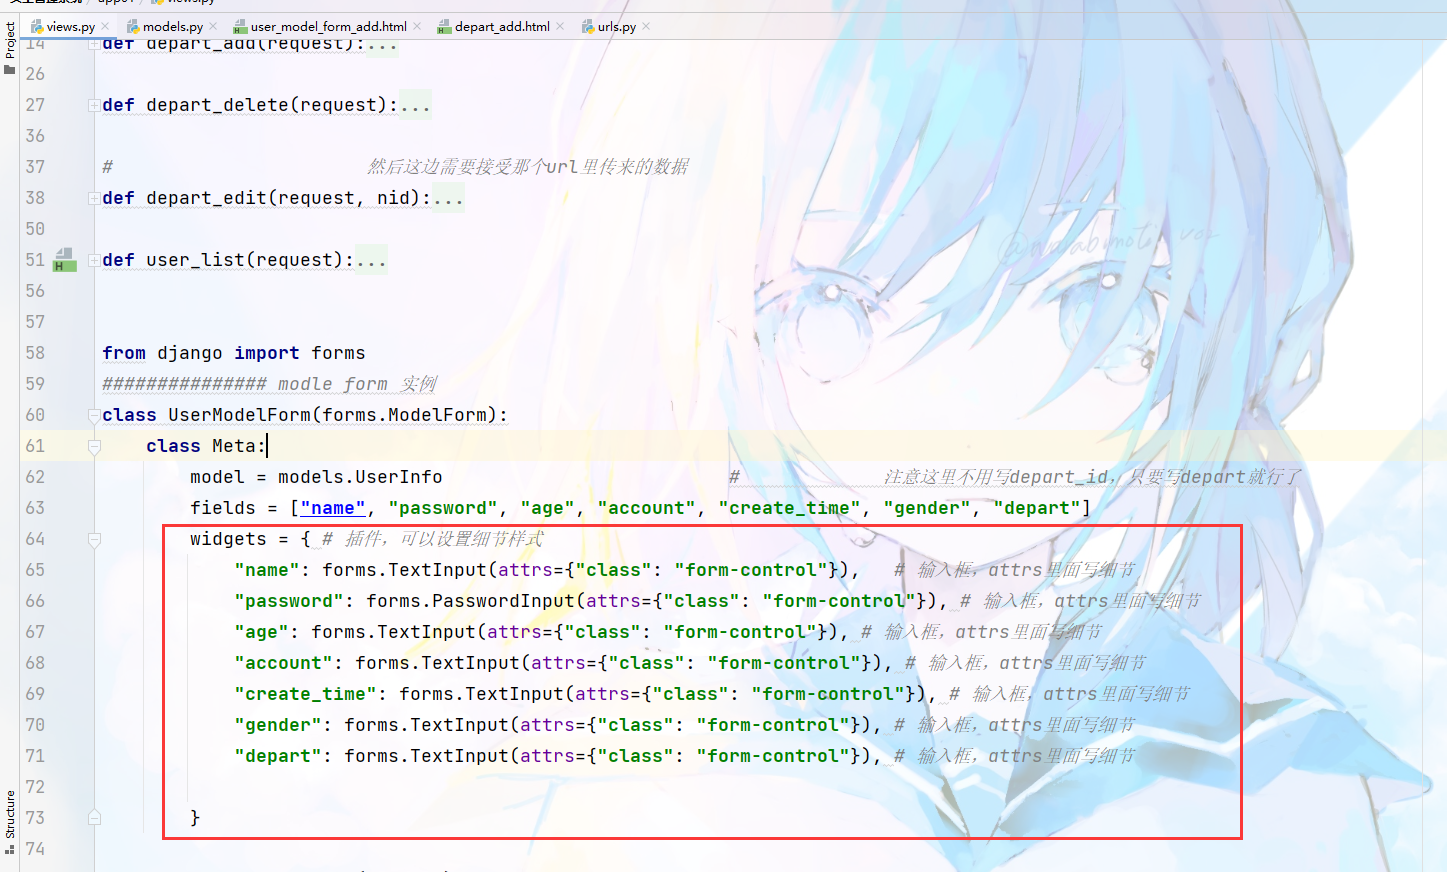 views.py
models.py
user_model_form_add.html
depart_add.html
urls.py
Project
14 def depart_add(request):...
26
27 def depart_delete(request):...
36
37 # 然后这边需要接受那个url里传来的数据
38 def depart_edit(request, nid):...
50
51 def user_list(request):...
56
57
58 from django import forms
59 ############### modle form 实例
60 class UserModelForm(forms.ModelForm):
61 class Meta:
62 model = models.UserInfo # 注意这里不用写depart_id，只要写depart就行了
63 fields = ["name", "password", "age", "account", "create_time", "gender", "depart"]
64 widgets = { # 插件，可以设置细节样式
65 "name": forms.TextInput(attrs={"class": "form-control"}), # 输入框，attrs里面写细节
66 "password": forms.PasswordInput(attrs={"class": "form-control"}), # 输入框，attrs里面写细节
67 "age": forms.TextInput(attrs={"class": "form-control"}), # 输入框，attrs里面写细节
68 "account": forms.TextInput(attrs={"class": "form-control"}), # 输入框，attrs里面写细节
69 "create_time": forms.TextInput(attrs={"class": "form-control"}), # 输入框，attrs里面写细节
70 "gender": forms.TextInput(attrs={"class": "form-control"}), # 输入框，attrs里面写细节
71 "depart": forms.TextInput(attrs={"class": "form-control"}), # 输入框，attrs里面写细节
72
73 }
74
Structure